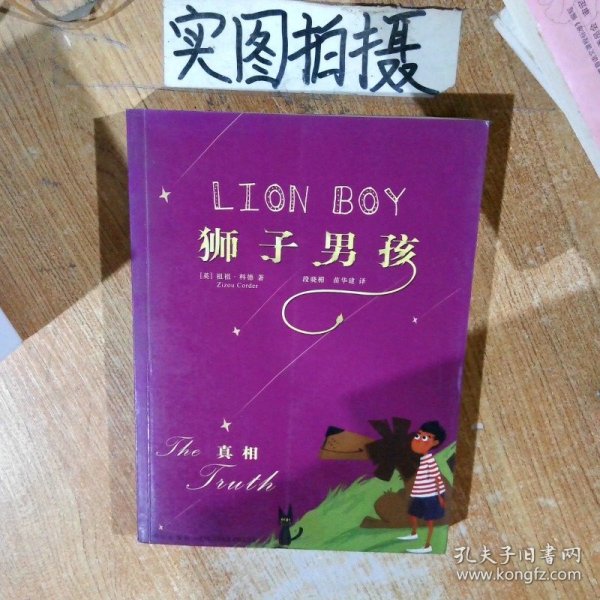 实图拍摄
LION BOY
狮子男孩
[英] 祖祖·科德 著
Zizou Corder
段晓楣 苗华建 译
The 真相
Truth
孔夫子旧书网
www.kongfz.com